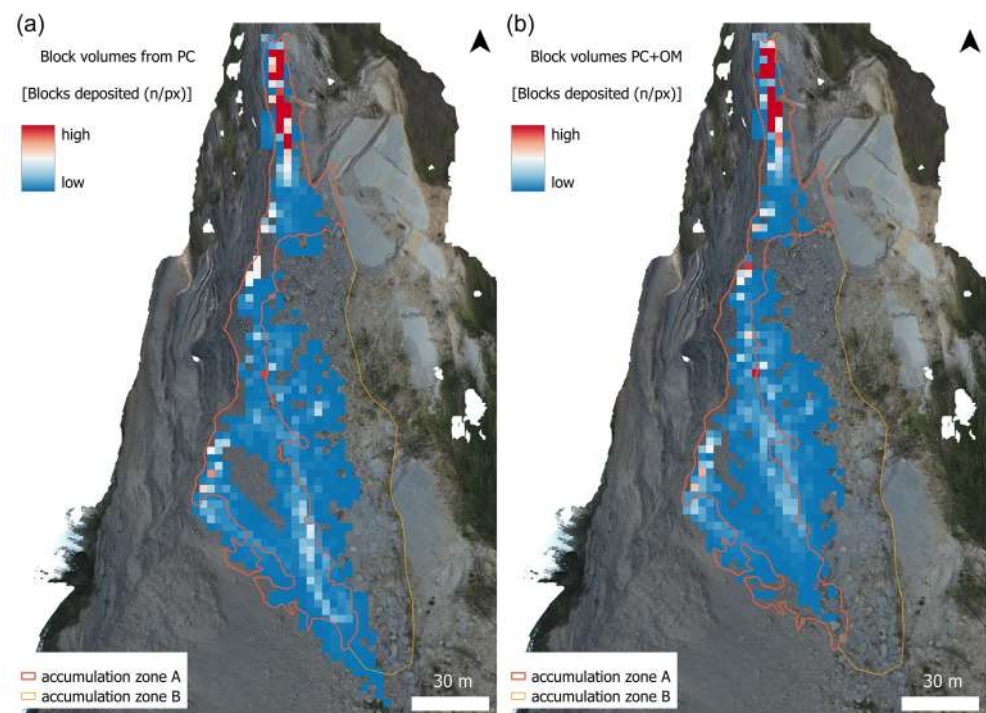 (a)
Block volumes from PC
[Blocks deposited (n/px)]
high
low
accumulation zone A
accumulation zone B
30 m
(b)
Block volumes PC+OM
[Blocks deposited (n/px)]
high
low
accumulation zone A
accumulation zone B
30 m